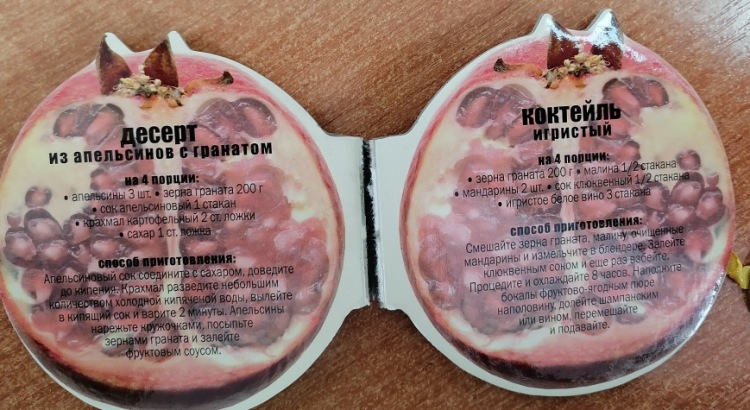 десерт
из апельсинов с гранатом
на 4 порции:
• апельсины 3 шт. • зерна граната 200 г
• сок апельсиновый 1 стакан
• крахмал картофельный 2 ст. ложки
• сахар 1 ст. ложка
способ приготовления:
Апельсиновый сок соедините с сахаром, доведите
до кипения. Крахмал разведите небольшим
количеством холодной кипяченой воды, вылейте
в кипящий сок и варите 2 минуты. Апельсины
нарежьте кружочками, посыпьте
зернами граната и залейте
фруктовым соусом.
коктейль
игристый
на 4 порции:
• зерна граната 200 г • малина 1/2 стакана
• мандарины 2 шт. • сок клюквенный 1/2 стакана
• игристое белое вино 3 стакана
способ приготовления:
Смешайте зерна граната, малину, очищенные
мандарины и измельчите в блендере. Залейте
клюквенным соком и еще раз взбейте.
Процедите и охлаждайте 8 часов. Наполните
бокалы фруктово-ягодным пюре
наполовину, долейте шампанским
или вином, перемешайте
и подавайте.